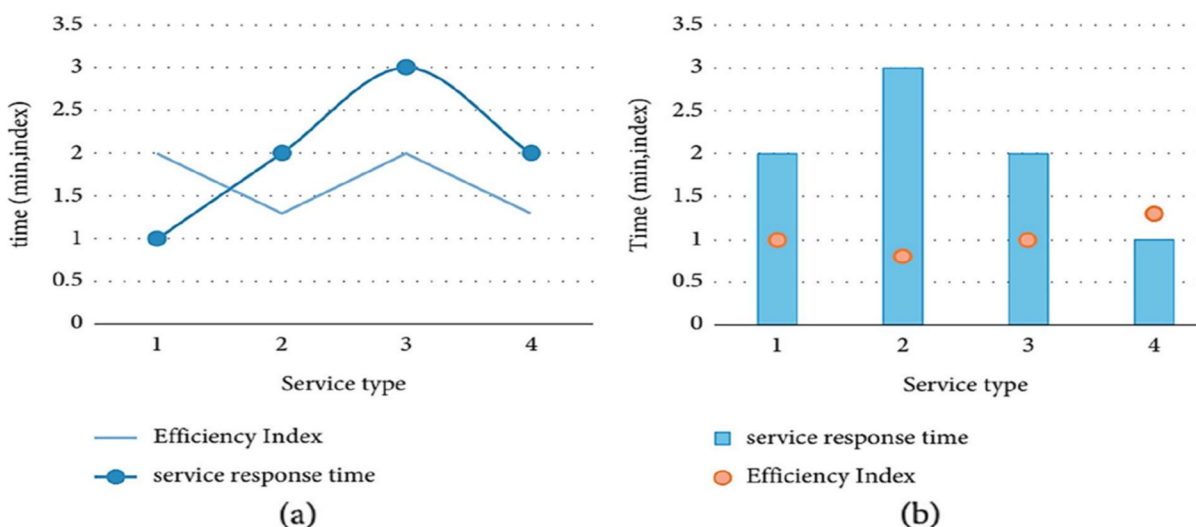 3.5
3
2.5
2
1.5
1
0.5
0
time (min,index)
1 2 3 4
Service type
Efficiency Index
service response time
(a)
3.5
3
2.5
2
1.5
1
0.5
0
Time (min,index)
1 2 3 4
Service type
service response time
Efficiency Index
(b)